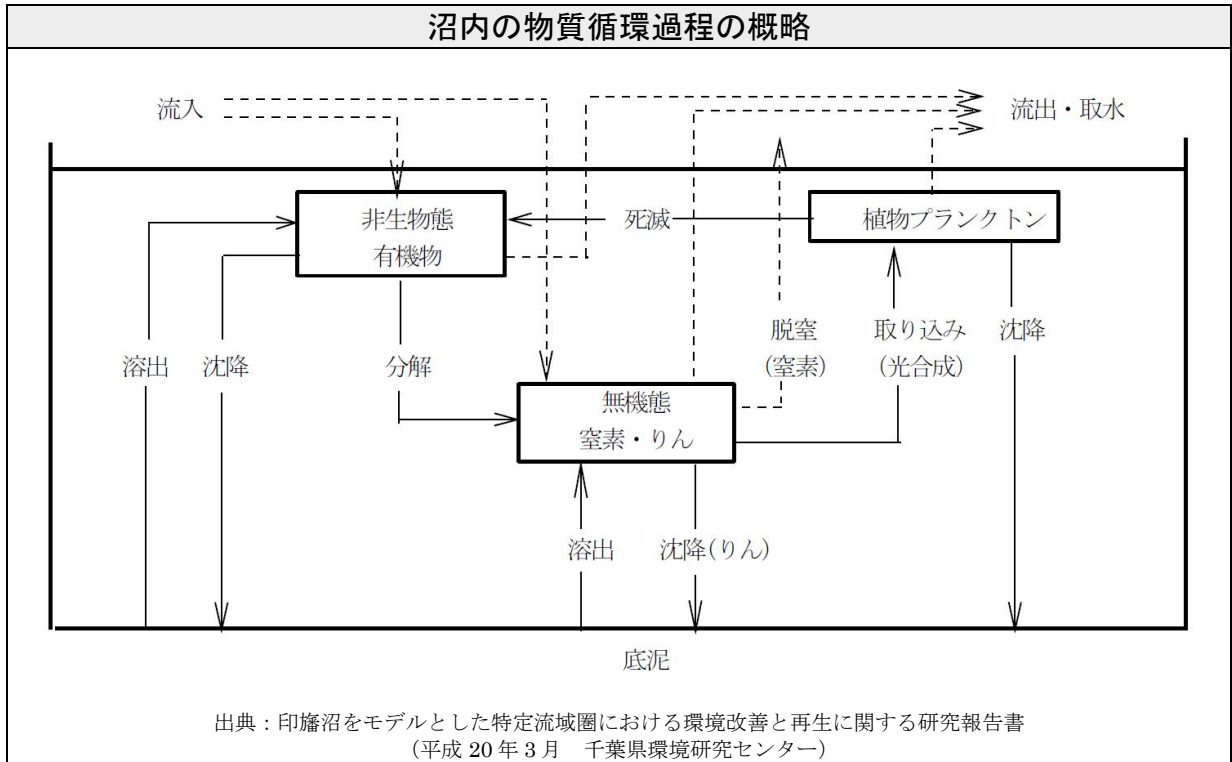 沼内の物質循環過程の概略
流入
流出・取水
非生物態
有機物
死滅
植物プランクトン
溶出
沈降
分解
脱窒
(窒素)
取り込み
(光合成)
沈降
無機態
窒素・りん
溶出
沈降(りん)
底泥
出典：印旛沼をモデルとした特定流域圏における環境改善と再生に関する研究報告書
（平成 20 年 3 月　千葉県環境研究センター）